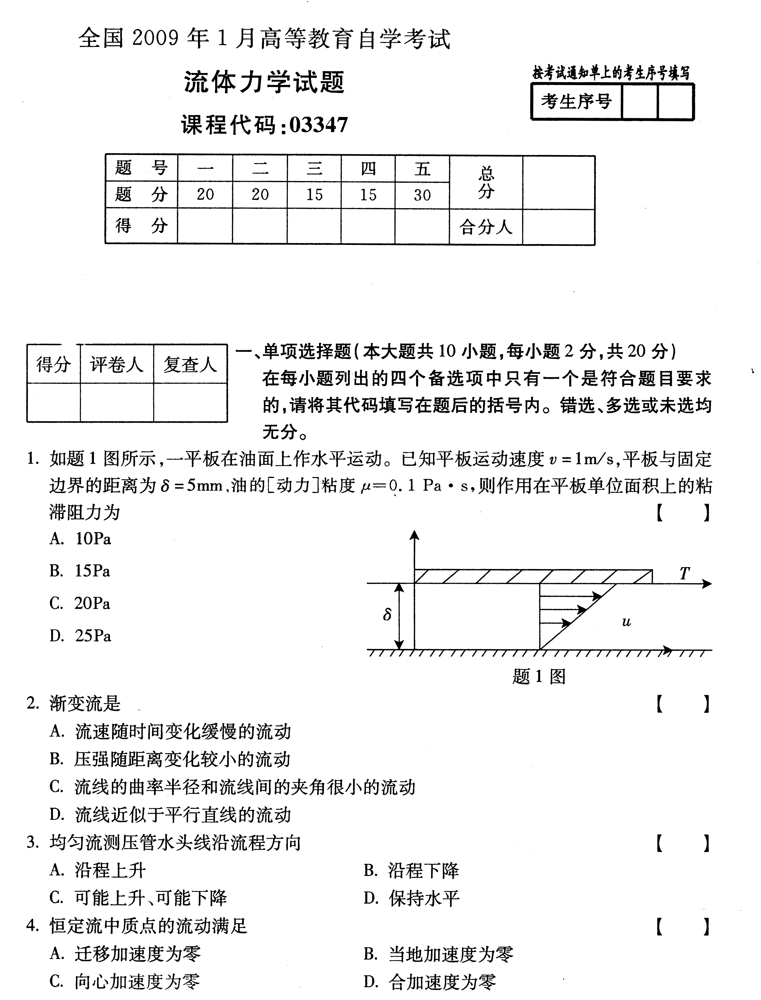 全国 2009 年 1 月高等教育自学考试
流体力学试题
课程代码:03347
按考试通知单上的考生序号填写
考生序号
题 号 一 二 三 四 五 总分
题 分 20 20 15 15 30
得 分 合分人
得分 评卷人 复查人
一、单项选择题(本大题共 10 小题,每小题 2 分,共 20 分)
在每小题列出的四个备选项中只有一个是符合题目要求
的,请将其代码填写在题后的括号内。错选、多选或未选均
无分。
1. 如题 1 图所示,一平板在油面上作水平运动。已知平板运动速度 v=1m/s,平板与固定
边界的距离为 δ=5mm,油的[动力]粘度 μ=0.1 Pa·s,则作用在平板单位面积上的粘
滞阻力为 【 】
A. 10Pa
B. 15Pa
C. 20Pa
D. 25Pa
T
δ
u
题 1 图
2. 渐变流是 【 】
A. 流速随时间变化缓慢的流动
B. 压强随距离变化较小的流动
C. 流线的曲率半径和流线间的夹角很小的流动
D. 流线近似于平行直线的流动
3. 均匀流测压管水头线沿流程方向 【 】
A. 沿程上升 B. 沿程下降
C. 可能上升、可能下降 D. 保持水平
4. 恒定流中质点的流动满足 【 】
A. 迁移加速度为零 B. 当地加速度为零
C. 向心加速度为零 D. 合加速度为零